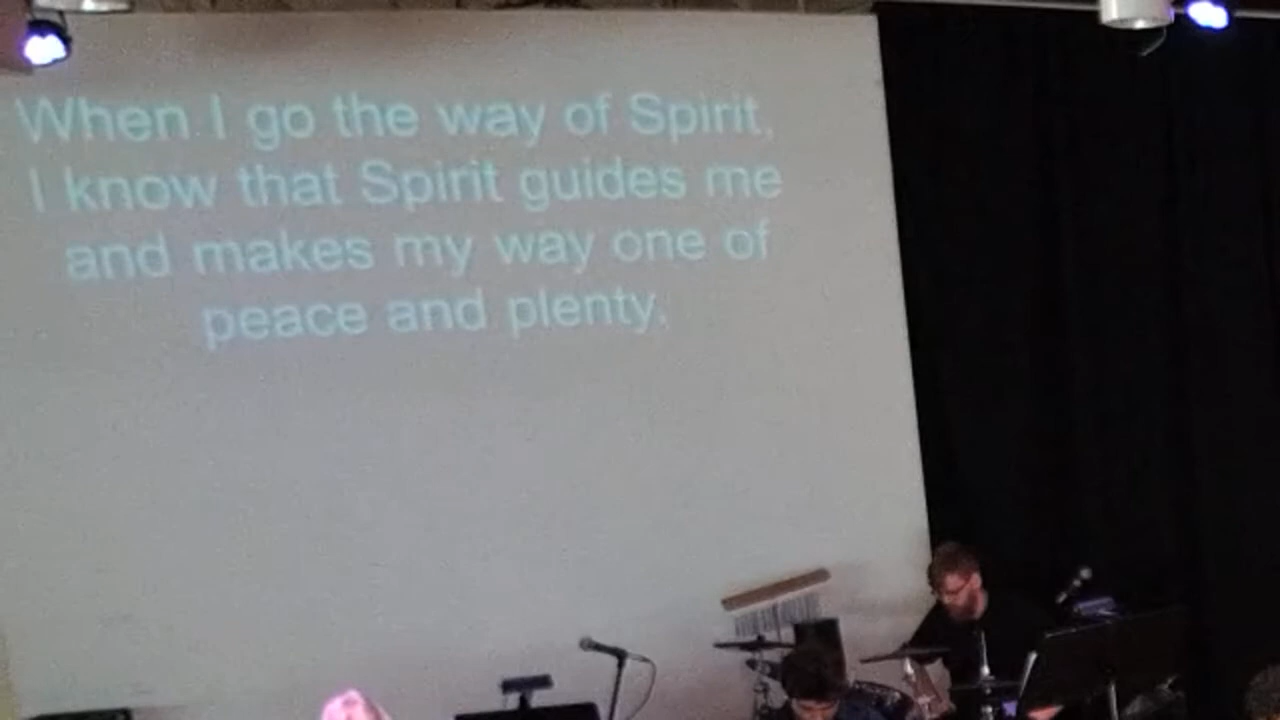 When I go the way of Spirit,
I know that Spirit guides me
and makes my way one of
peace and plenty.